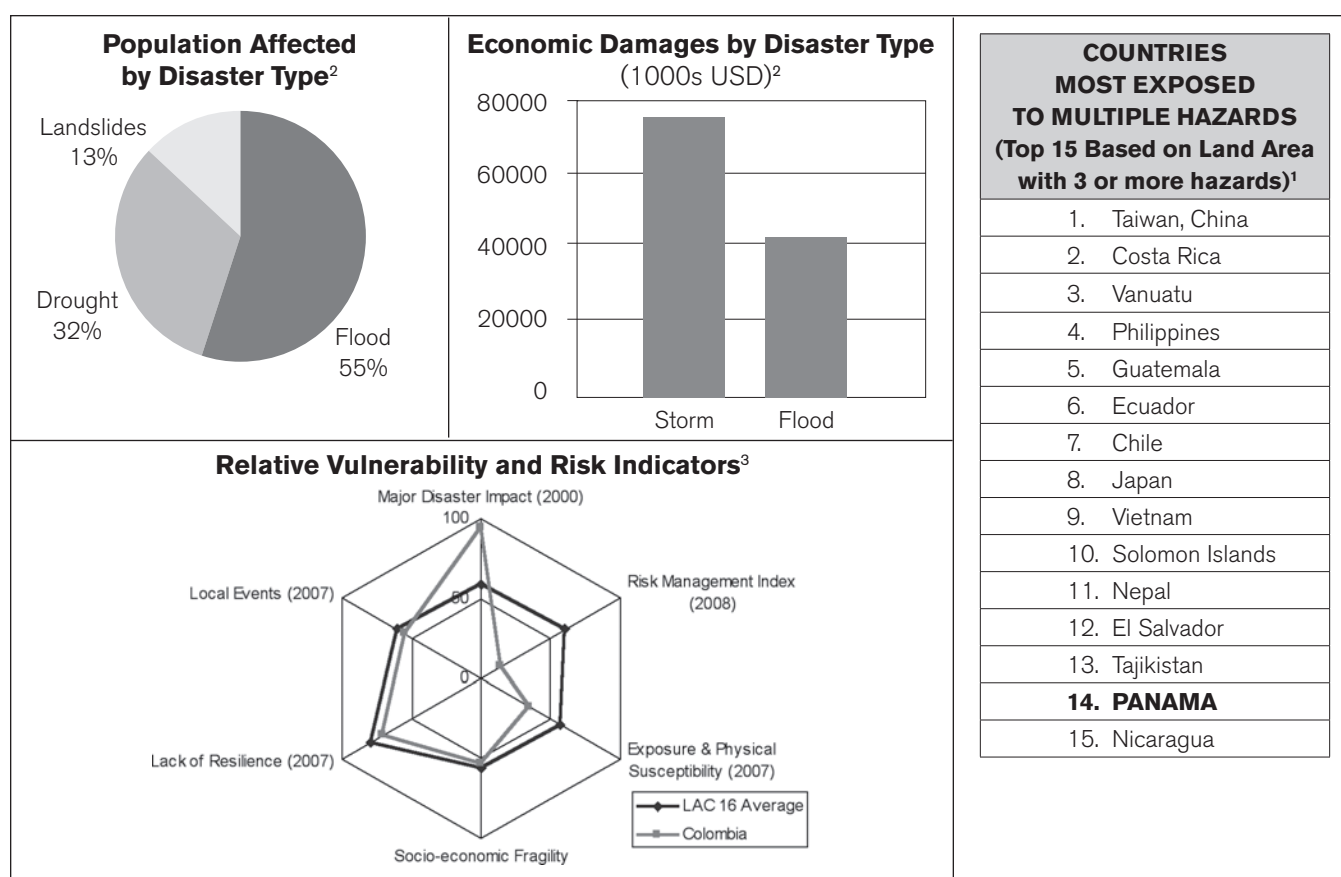 Population Affected
by Disaster Type²
Landslides
13%
Drought
32%
Flood
55%
Economic Damages by Disaster Type
(1000s USD)²
80000
60000
40000
20000
0
Storm
Flood
Relative Vulnerability and Risk Indicators³
Major Disaster Impact (2000)
100
50
0
Local Events (2007)
Risk Management Index
(2008)
Lack of Resilience (2007)
Exposure & Physical
Susceptibility (2007)
Socio-economic Fragility
LAC 16 Average
Colombia
COUNTRIES
MOST EXPOSED
TO MULTIPLE HAZARDS
(Top 15 Based on Land Area
with 3 or more hazards)¹
1. Taiwan, China
2. Costa Rica
3. Vanuatu
4. Philippines
5. Guatemala
6. Ecuador
7. Chile
8. Japan
9. Vietnam
10. Solomon Islands
11. Nepal
12. El Salvador
13. Tajikistan
14. PANAMA
15. Nicaragua